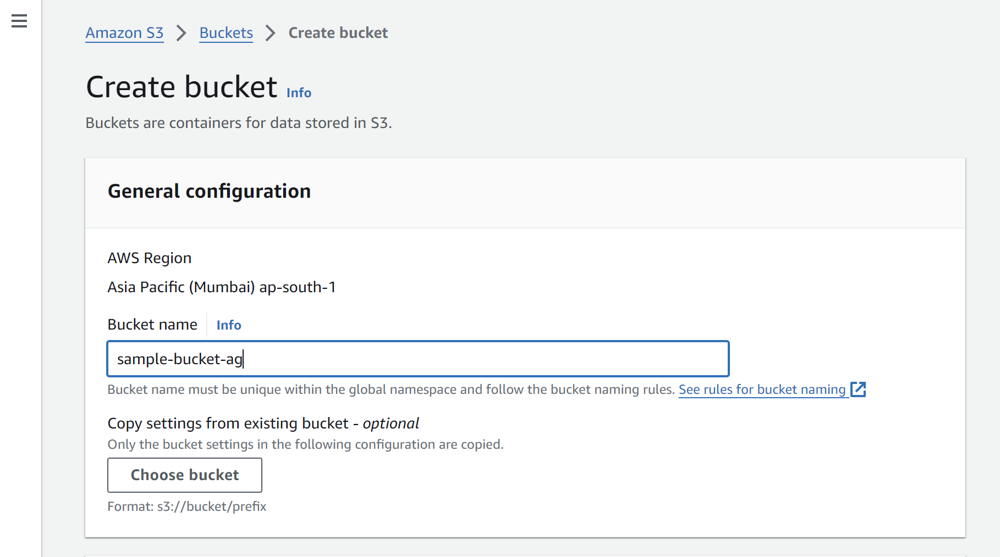 Amazon S3 > Buckets > Create bucket
Create bucket Info
Buckets are containers for data stored in S3.
General configuration
AWS Region
Asia Pacific (Mumbai) ap-south-1
Bucket name Info
sample-bucket-ag
Bucket name must be unique within the global namespace and follow the bucket naming rules. See rules for bucket naming
Copy settings from existing bucket - optional
Only the bucket settings in the following configuration are copied.
Choose bucket
Format: s3://bucket/prefix